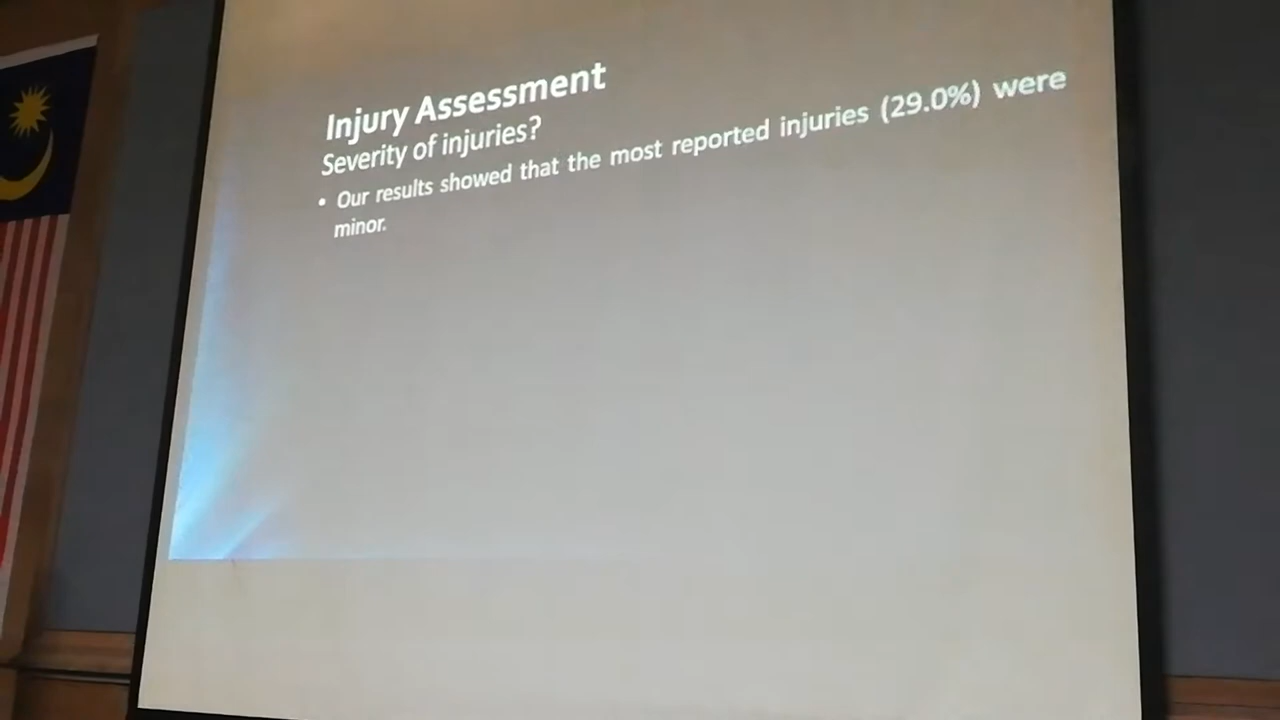 Injury Assessment
Severity of injuries?
• Our results showed that the most reported injuries (29.0%) were
minor.